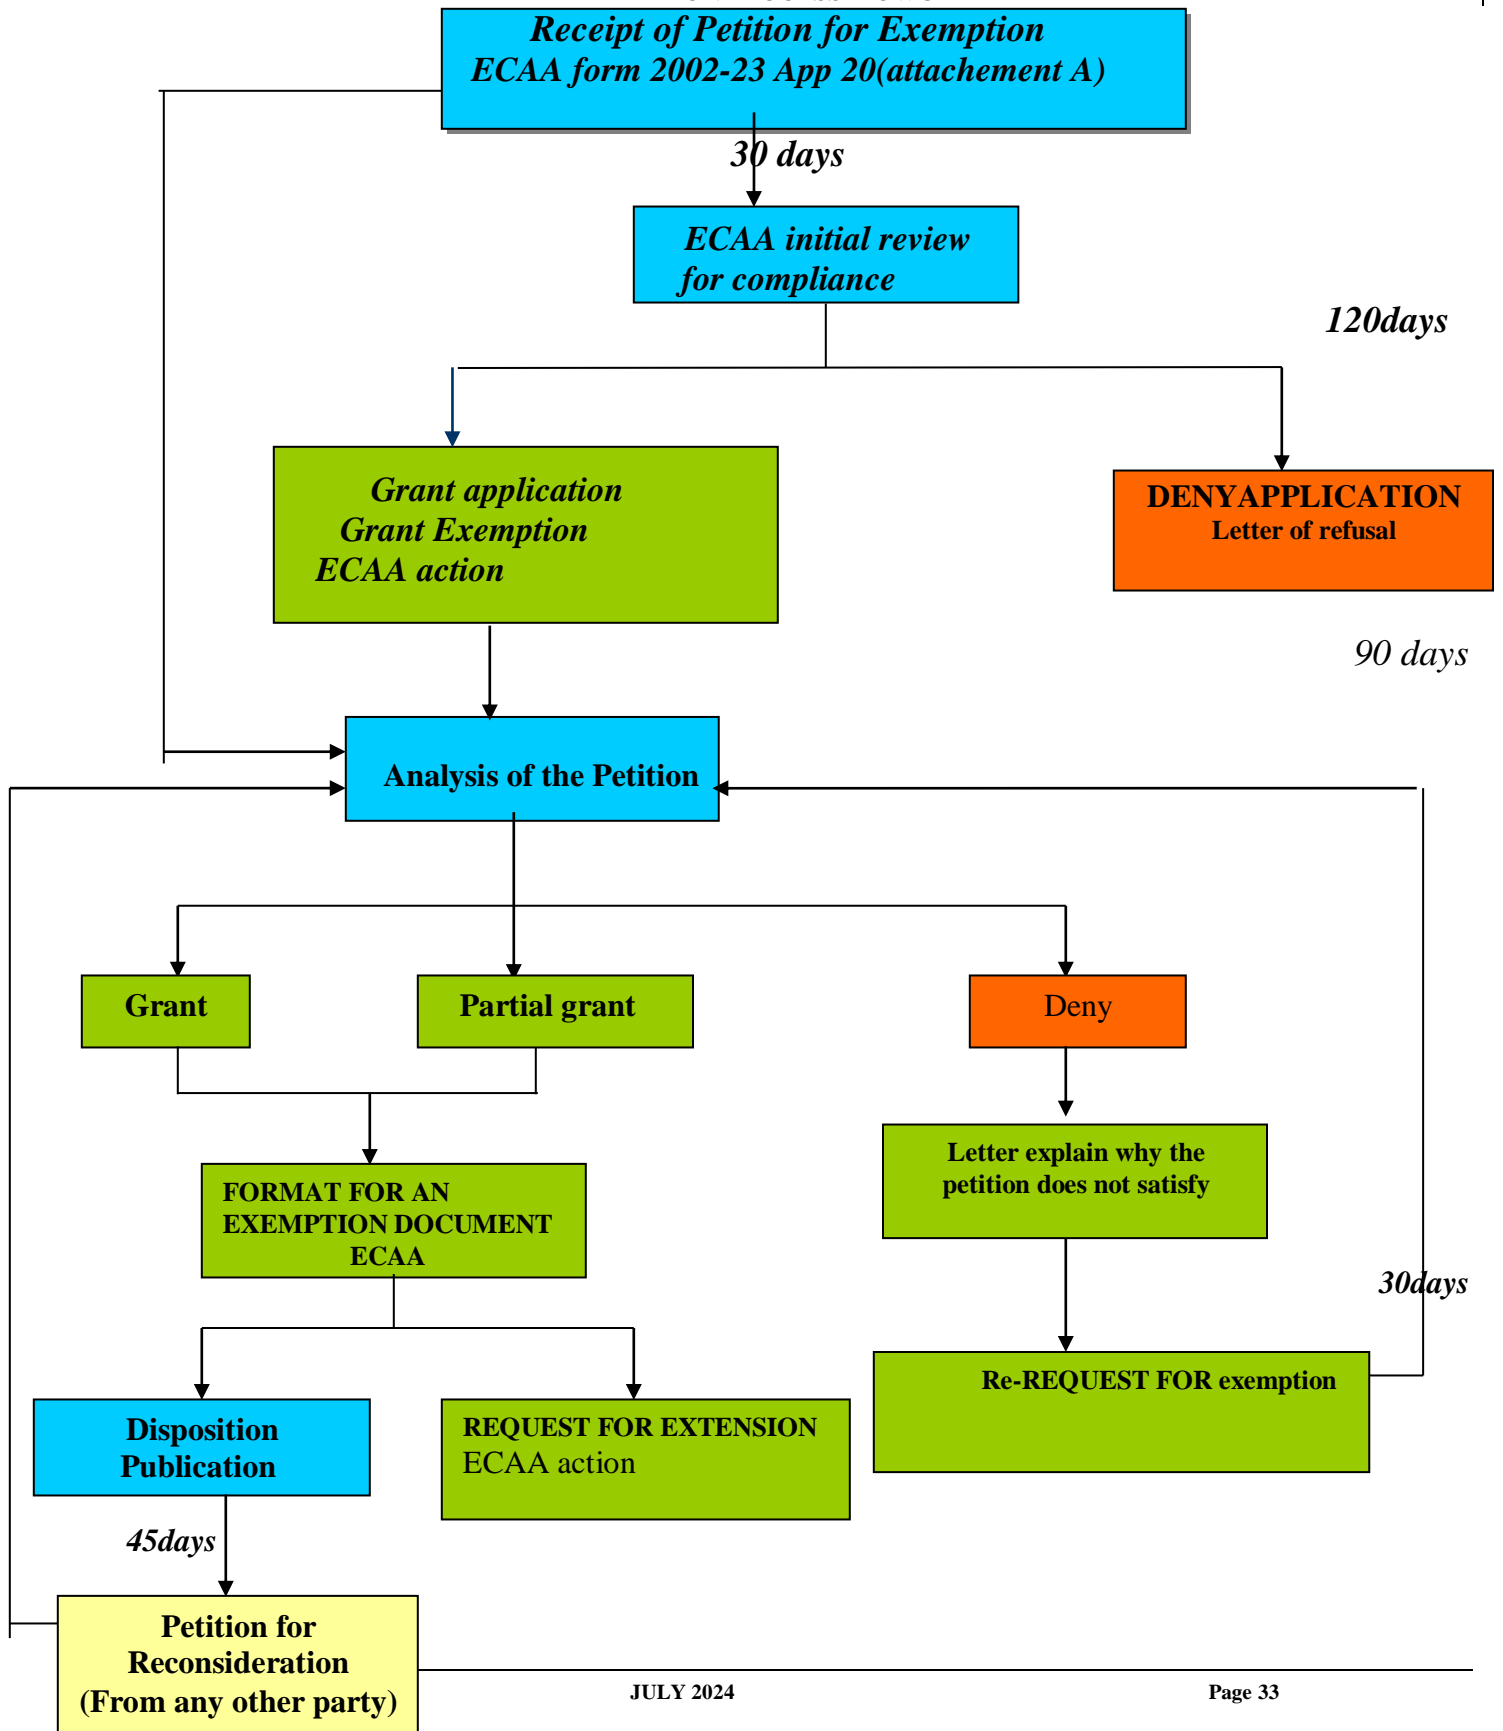 Receipt of Petition for Exemption
ECAA form 2002-23 App 20(attachement A)
30 days
ECAA initial review
for compliance
120days
Grant application
Grant Exemption
ECAA action
DENYAPPLICATION
Letter of refusal
90 days
Analysis of the Petition
Grant
Partial grant
Deny
Letter explain why the
petition does not satisfy
FORMAT FOR AN
EXEMPTION DOCUMENT
ECAA
30days
Re-REQUEST FOR exemption
Disposition
Publication
REQUEST FOR EXTENSION
ECAA action
45days
Petition for
Reconsideration
(From any other party)
JULY 2024
Page 33